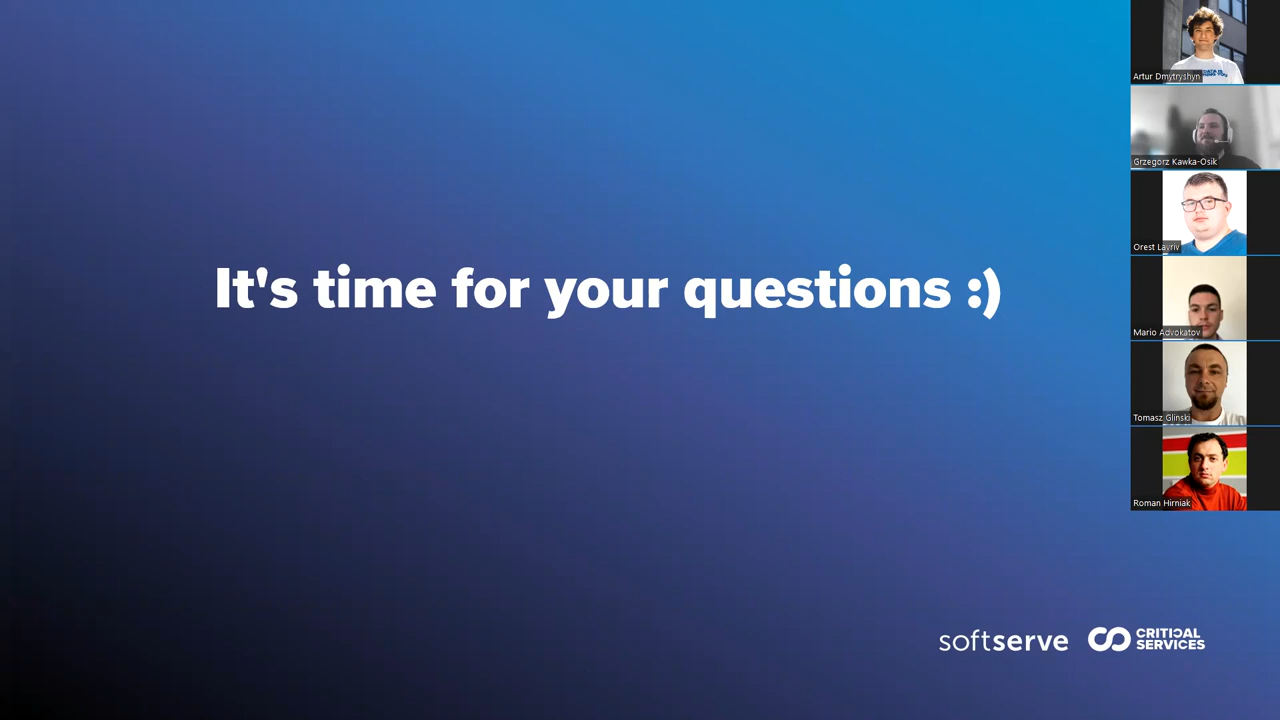 It's time for your questions :)
Artur Dmytryshyn
Grzegorz Kawka-Osik
Orest Lavriv
Mario Advokatov
Tomasz Glinski
Roman Hirniak
softserve
CRITICAL
SERVICES